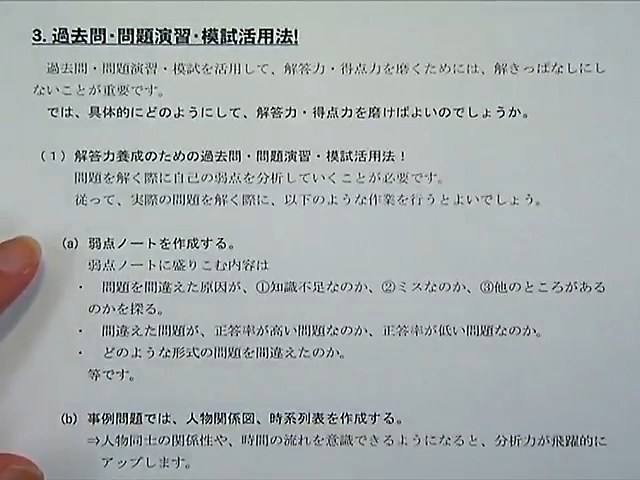 3. 過去問・問題演習・模試活用法!
過去問・問題演習・模試を活用して、解答力・得点力を磨くためには、解きっぱなしにし
ないことが重要です。
では、具体的にどのようにして、解答力・得点力を磨けばよいのでしょうか。
(1)解答力養成のための過去問・問題演習・模試活用法!
問題を解く際に自己の弱点を分析していくことが必要です。
従って、実際の問題を解く際に、以下のような作業を行うとよいでしょう。
(a) 弱点ノートを作成する。
弱点ノートに盛りこむ内容は
・ 問題を間違えた原因が、①知識不足なのか、②ミスなのか、③他のところがある
のかを探る。
・ 間違えた問題が、正答率が高い問題なのか、正答率が低い問題なのか。
・ どのような形式の問題を間違えたのか。
等です。
(b) 事例問題では、人物関係図、時系列表を作成する。
⇒人物同士の関係性や、時間の流れを意識できるようになると、分析力が飛躍的に
アップします。